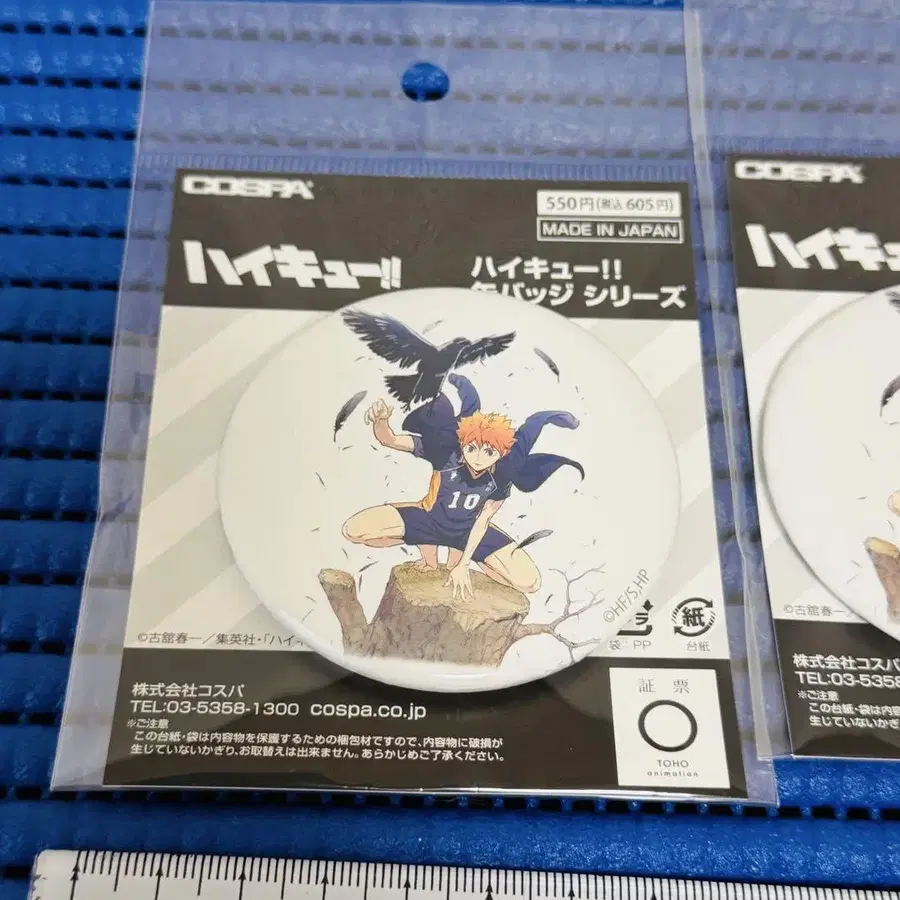 COSPA
550円(税込605円)
MADE IN JAPAN
ハイキュー!!
ハイキュー!!
缶バッジ シリーズ
10
©HF/S,HP
©古舘春一／集英社・「ハイキ
プラ
袋：PP
紙
台紙
株式会社コスパ
TEL:03-5358-1300 cospa.co.jp
※ご注意
この台紙・袋は内容物を保護するための梱包材ですので、内容物に破損が
生じていないかぎり、お取替えは出来ません。あらかじめご了承ください。
証票
TOHO
animation
COSPA
ハイキュ
©古舘春一／集英社
株式会社コスパ
TEL:03-5358
※ご注意
この台紙・袋は内容
生じていないかぎ